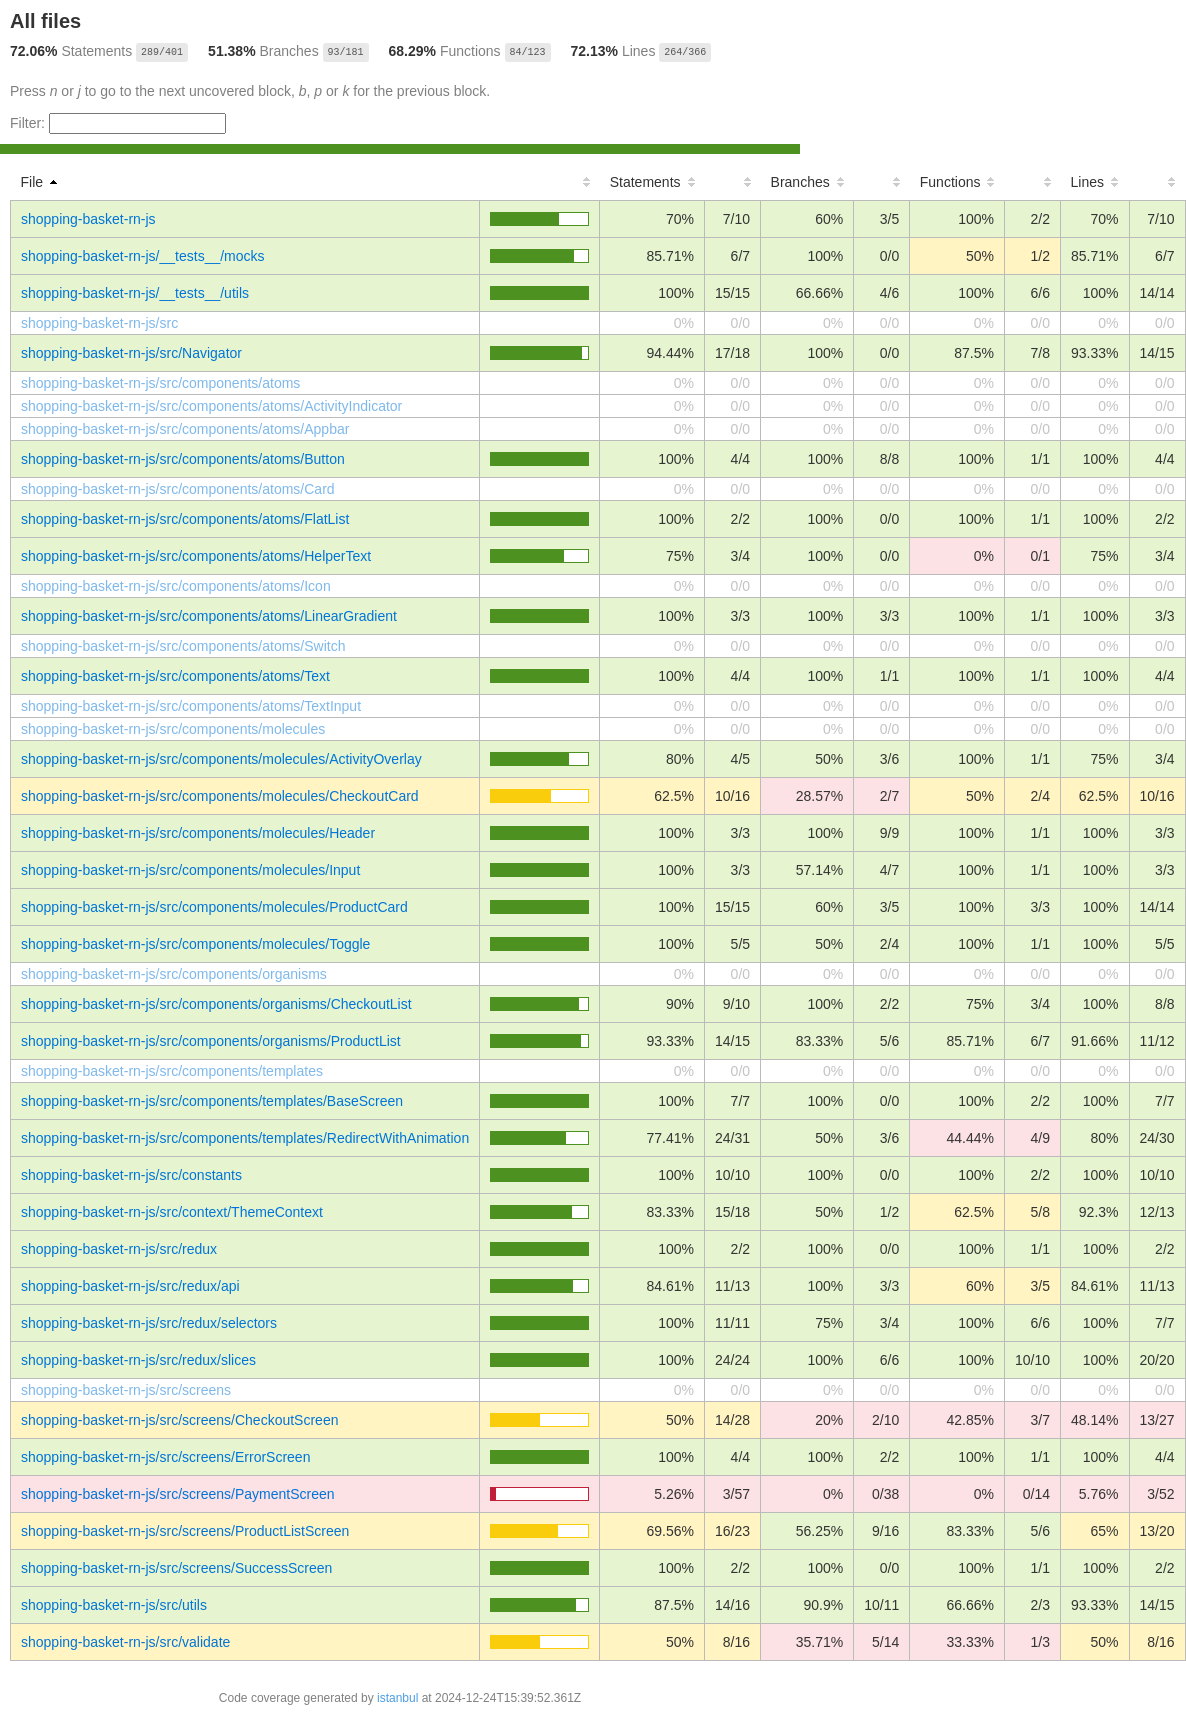 All files
72.06% Statements 289/401 51.38% Branches 93/181 68.29% Functions 84/123 72.13% Lines 264/366
Press n or j to go to the next uncovered block, b, p or k for the previous block.
Filter:
File Statements Branches Functions Lines
shopping-basket-rn-js 70% 7/10 60% 3/5 100% 2/2 70% 7/10
shopping-basket-rn-js/__tests__/mocks 85.71% 6/7 100% 0/0 50% 1/2 85.71% 6/7
shopping-basket-rn-js/__tests__/utils 100% 15/15 66.66% 4/6 100% 6/6 100% 14/14
shopping-basket-rn-js/src 0% 0/0 0% 0/0 0% 0/0 0% 0/0
shopping-basket-rn-js/src/Navigator 94.44% 17/18 100% 0/0 87.5% 7/8 93.33% 14/15
shopping-basket-rn-js/src/components/atoms 0% 0/0 0% 0/0 0% 0/0 0% 0/0
shopping-basket-rn-js/src/components/atoms/ActivityIndicator 0% 0/0 0% 0/0 0% 0/0 0% 0/0
shopping-basket-rn-js/src/components/atoms/Appbar 0% 0/0 0% 0/0 0% 0/0 0% 0/0
shopping-basket-rn-js/src/components/atoms/Button 100% 4/4 100% 8/8 100% 1/1 100% 4/4
shopping-basket-rn-js/src/components/atoms/Card 0% 0/0 0% 0/0 0% 0/0 0% 0/0
shopping-basket-rn-js/src/components/atoms/FlatList 100% 2/2 100% 0/0 100% 1/1 100% 2/2
shopping-basket-rn-js/src/components/atoms/HelperText 75% 3/4 100% 0/0 0% 0/1 75% 3/4
shopping-basket-rn-js/src/components/atoms/Icon 0% 0/0 0% 0/0 0% 0/0 0% 0/0
shopping-basket-rn-js/src/components/atoms/LinearGradient 100% 3/3 100% 3/3 100% 1/1 100% 3/3
shopping-basket-rn-js/src/components/atoms/Switch 0% 0/0 0% 0/0 0% 0/0 0% 0/0
shopping-basket-rn-js/src/components/atoms/Text 100% 4/4 100% 1/1 100% 1/1 100% 4/4
shopping-basket-rn-js/src/components/atoms/TextInput 0% 0/0 0% 0/0 0% 0/0 0% 0/0
shopping-basket-rn-js/src/components/molecules 0% 0/0 0% 0/0 0% 0/0 0% 0/0
shopping-basket-rn-js/src/components/molecules/ActivityOverlay 80% 4/5 50% 3/6 100% 1/1 75% 3/4
shopping-basket-rn-js/src/components/molecules/CheckoutCard 62.5% 10/16 28.57% 2/7 50% 2/4 62.5% 10/16
shopping-basket-rn-js/src/components/molecules/Header 100% 3/3 100% 9/9 100% 1/1 100% 3/3
shopping-basket-rn-js/src/components/molecules/Input 100% 3/3 57.14% 4/7 100% 1/1 100% 3/3
shopping-basket-rn-js/src/components/molecules/ProductCard 100% 15/15 60% 3/5 100% 3/3 100% 14/14
shopping-basket-rn-js/src/components/molecules/Toggle 100% 5/5 50% 2/4 100% 1/1 100% 5/5
shopping-basket-rn-js/src/components/organisms 0% 0/0 0% 0/0 0% 0/0 0% 0/0
shopping-basket-rn-js/src/components/organisms/CheckoutList 90% 9/10 100% 2/2 75% 3/4 100% 8/8
shopping-basket-rn-js/src/components/organisms/ProductList 93.33% 14/15 83.33% 5/6 85.71% 6/7 91.66% 11/12
shopping-basket-rn-js/src/components/templates 0% 0/0 0% 0/0 0% 0/0 0% 0/0
shopping-basket-rn-js/src/components/templates/BaseScreen 100% 7/7 100% 0/0 100% 2/2 100% 7/7
shopping-basket-rn-js/src/components/templates/RedirectWithAnimation 77.41% 24/31 50% 3/6 44.44% 4/9 80% 24/30
shopping-basket-rn-js/src/constants 100% 10/10 100% 0/0 100% 2/2 100% 10/10
shopping-basket-rn-js/src/context/ThemeContext 83.33% 15/18 50% 1/2 62.5% 5/8 92.3% 12/13
shopping-basket-rn-js/src/redux 100% 2/2 100% 0/0 100% 1/1 100% 2/2
shopping-basket-rn-js/src/redux/api 84.61% 11/13 100% 3/3 60% 3/5 84.61% 11/13
shopping-basket-rn-js/src/redux/selectors 100% 11/11 75% 3/4 100% 6/6 100% 7/7
shopping-basket-rn-js/src/redux/slices 100% 24/24 100% 6/6 100% 10/10 100% 20/20
shopping-basket-rn-js/src/screens 0% 0/0 0% 0/0 0% 0/0 0% 0/0
shopping-basket-rn-js/src/screens/CheckoutScreen 50% 14/28 20% 2/10 42.85% 3/7 48.14% 13/27
shopping-basket-rn-js/src/screens/ErrorScreen 100% 4/4 100% 2/2 100% 1/1 100% 4/4
shopping-basket-rn-js/src/screens/PaymentScreen 5.26% 3/57 0% 0/38 0% 0/14 5.76% 3/52
shopping-basket-rn-js/src/screens/ProductListScreen 69.56% 16/23 56.25% 9/16 83.33% 5/6 65% 13/20
shopping-basket-rn-js/src/screens/SuccessScreen 100% 2/2 100% 0/0 100% 1/1 100% 2/2
shopping-basket-rn-js/src/utils 87.5% 14/16 90.9% 10/11 66.66% 2/3 93.33% 14/15
shopping-basket-rn-js/src/validate 50% 8/16 35.71% 5/14 33.33% 1/3 50% 8/16
Code coverage generated by istanbul at 2024-12-24T15:39:52.361Z